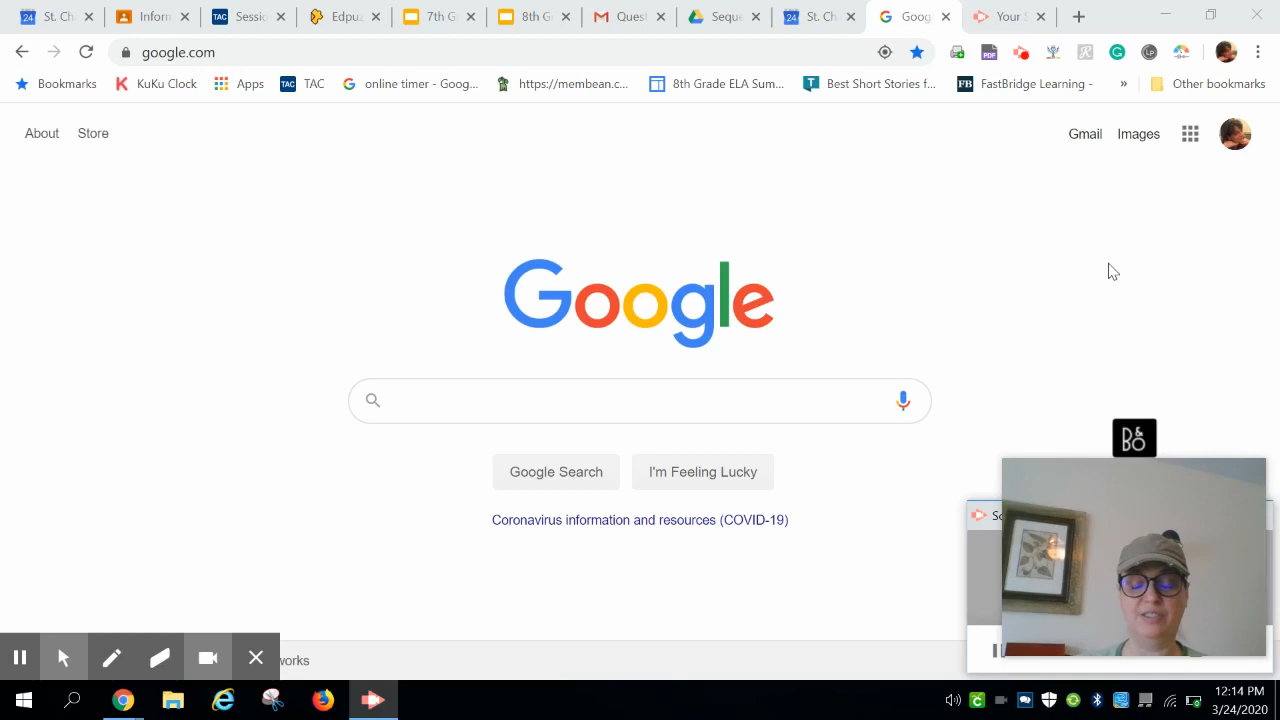 St. Ch Inform TAC Sessio Edpuz 7th G 8th G Quest Seque St. Ch Goog Your S
google.com
Bookmarks KuKu Clock Apps TAC online timer - Goog... https://membean.c... 8th Grade ELA Sum... Best Short Stories f... FB FastBridge Learning - » Other bookmarks
About Store Gmail Images
Google
Google Search I'm Feeling Lucky
Coronavirus information and resources (COVID-19)
B&O
Sc
works
12:14 PM
3/24/2020